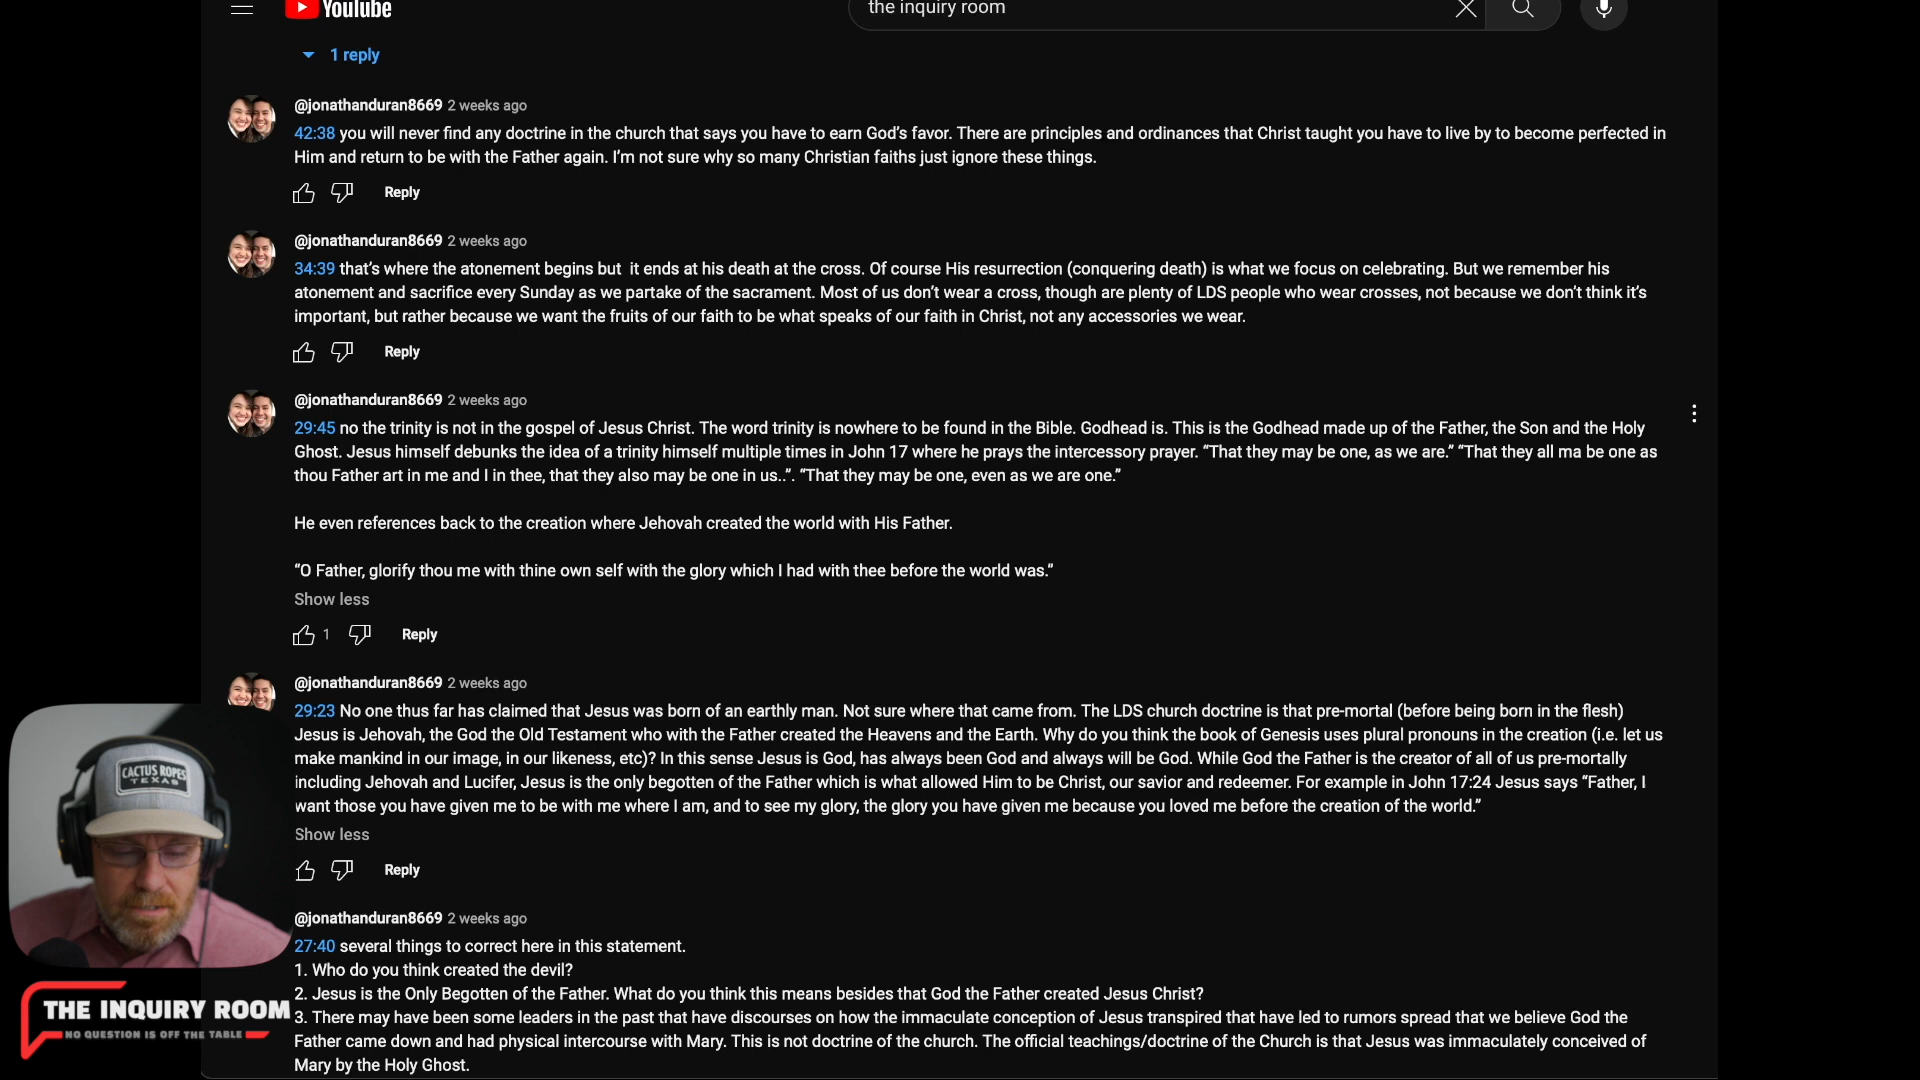 YouTube
the inquiry room
1 reply
@jonathanduran8669 2 weeks ago
42:38 you will never find any doctrine in the church that says you have to earn God's favor. There are principles and ordinances that Christ taught you have to live by to become perfected in
Him and return to be with the Father again. I'm not sure why so many Christian faiths just ignore these things.
Reply
@jonathanduran8669 2 weeks ago
34:39 that's where the atonement begins but  it ends at his death at the cross. Of course His resurrection (conquering death) is what we focus on celebrating. But we remember his
atonement and sacrifice every Sunday as we partake of the sacrament. Most of us don't wear a cross, though are plenty of LDS people who wear crosses, not because we don't think it's
important, but rather because we want the fruits of our faith to be what speaks of our faith in Christ, not any accessories we wear.
Reply
@jonathanduran8669 2 weeks ago
29:45 no the trinity is not in the gospel of Jesus Christ. The word trinity is nowhere to be found in the Bible. Godhead is. This is the Godhead made up of the Father, the Son and the Holy
Ghost. Jesus himself debunks the idea of a trinity himself multiple times in John 17 where he prays the intercessory prayer. “That they may be one, as we are.” “That they all ma be one as
thou Father art in me and I in thee, that they also may be one in us..”. “That they may be one, even as we are one.”
He even references back to the creation where Jehovah created the world with His Father.
“O Father, glorify thou me with thine own self with the glory which I had with thee before the world was.”
Show less
1 Reply
@jonathanduran8669 2 weeks ago
29:23 No one thus far has claimed that Jesus was born of an earthly man. Not sure where that came from. The LDS church doctrine is that pre-mortal (before being born in the flesh)
Jesus is Jehovah, the God the Old Testament who with the Father created the Heavens and the Earth. Why do you think the book of Genesis uses plural pronouns in the creation (i.e. let us
make mankind in our image, in our likeness, etc)? In this sense Jesus is God, has always been God and always will be God. While God the Father is the creator of all of us pre-mortally
including Jehovah and Lucifer, Jesus is the only begotten of the Father which is what allowed Him to be Christ, our savior and redeemer. For example in John 17:24 Jesus says “Father, I
want those you have given me to be with me where I am, and to see my glory, the glory you have given me because you loved me before the creation of the world.”
Show less
Reply
@jonathanduran8669 2 weeks ago
27:40 several things to correct here in this statement.
1. Who do you think created the devil?
2. Jesus is the Only Begotten of the Father. What do you think this means besides that God the Father created Jesus Christ?
3. There may have been some leaders in the past that have discourses on how the immaculate conception of Jesus transpired that have led to rumors spread that we believe God the
Father came down and had physical intercourse with Mary. This is not doctrine of the church. The official teachings/doctrine of the Church is that Jesus was immaculately conceived of
Mary by the Holy Ghost.
CACTUS ROPES
TEXAS
THE INQUIRY ROOM
NO QUESTION IS OFF THE TABLE